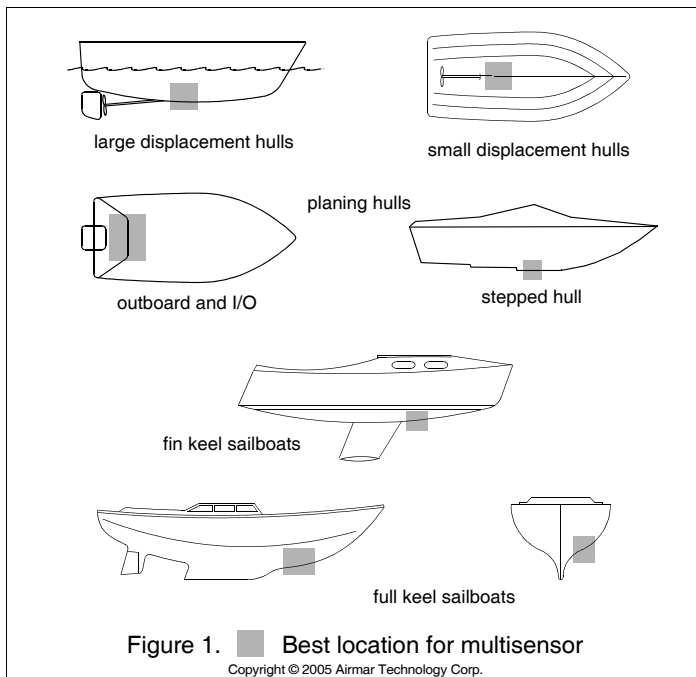 large displacement hulls
small displacement hulls
planing hulls
outboard and I/O
stepped hull
fin keel sailboats
full keel sailboats
Figure 1. Best location for multisensor
Copyright © 2005 Airmar Technology Corp.